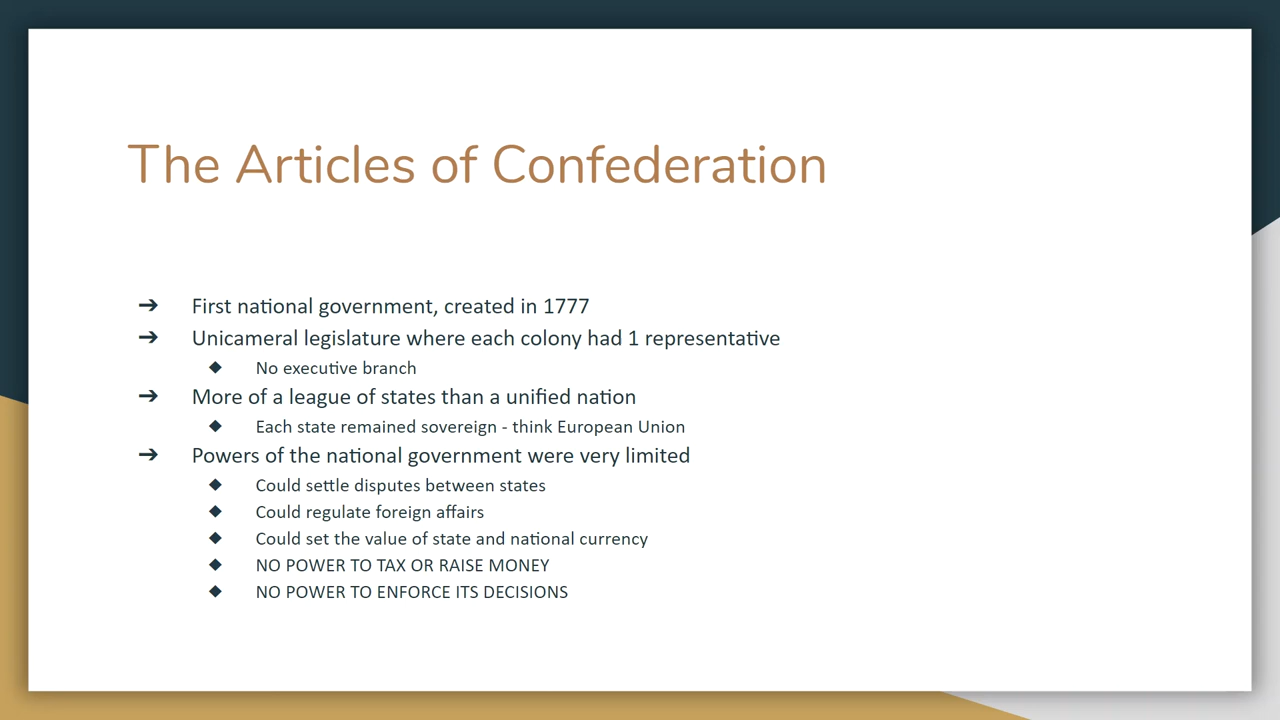 The Articles of Confederation
➔ First national government, created in 1777
➔ Unicameral legislature where each colony had 1 representative
◆ No executive branch
➔ More of a league of states than a unified nation
◆ Each state remained sovereign - think European Union
➔ Powers of the national government were very limited
◆ Could settle disputes between states
◆ Could regulate foreign affairs
◆ Could set the value of state and national currency
◆ NO POWER TO TAX OR RAISE MONEY
◆ NO POWER TO ENFORCE ITS DECISIONS